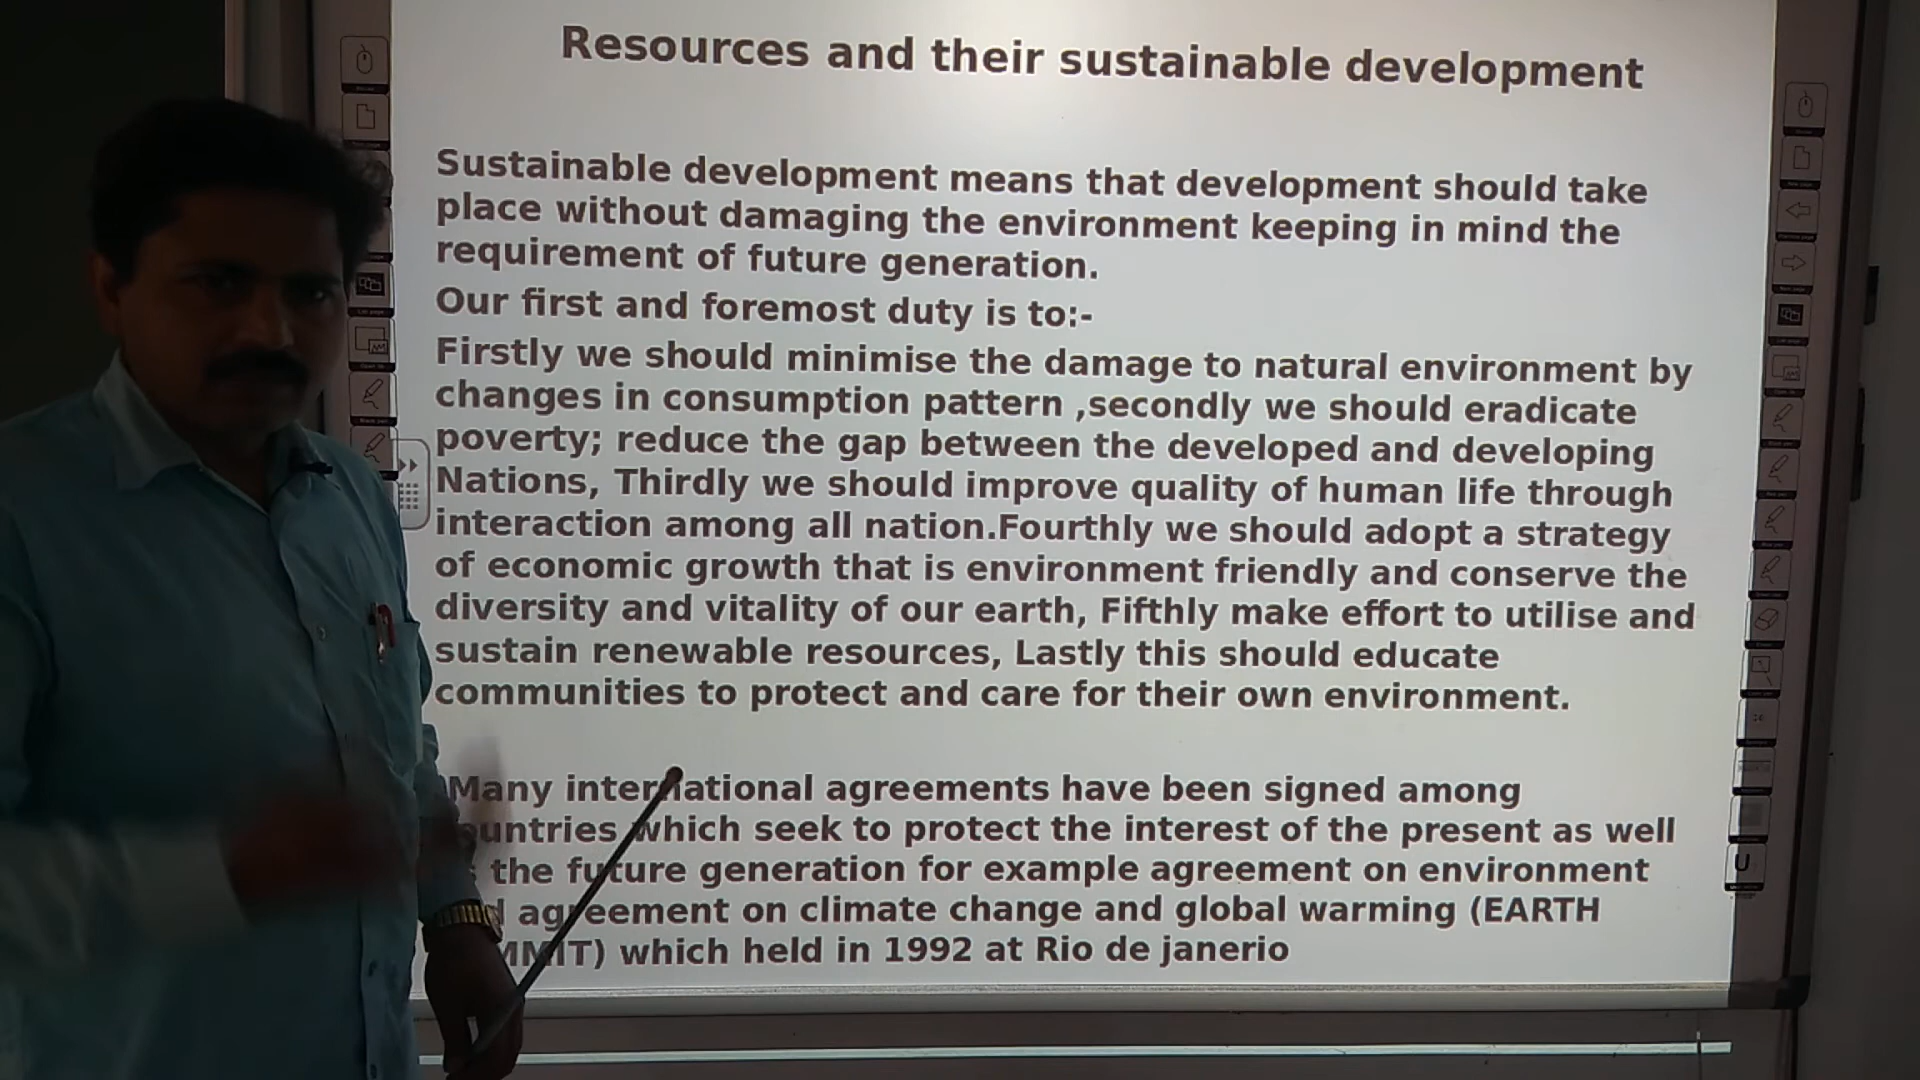 Resources and their sustainable development
Sustainable development means that development should take
place without damaging the environment keeping in mind the
requirement of future generation.
Our first and foremost duty is to:-
Firstly we should minimise the damage to natural environment by
changes in consumption pattern ,secondly we should eradicate
poverty; reduce the gap between the developed and developing
Nations, Thirdly we should improve quality of human life through
interaction among all nation.Fourthly we should adopt a strategy
of economic growth that is environment friendly and conserve the
diversity and vitality of our earth, Fifthly make effort to utilise and
sustain renewable resources, Lastly this should educate
communities to protect and care for their own environment.
Many international agreements have been signed among
which seek to protect the interest of the present as well
the future generation for example agreement on environment
agreement on climate change and global warming (EARTH
which held in 1992 at Rio de janerio